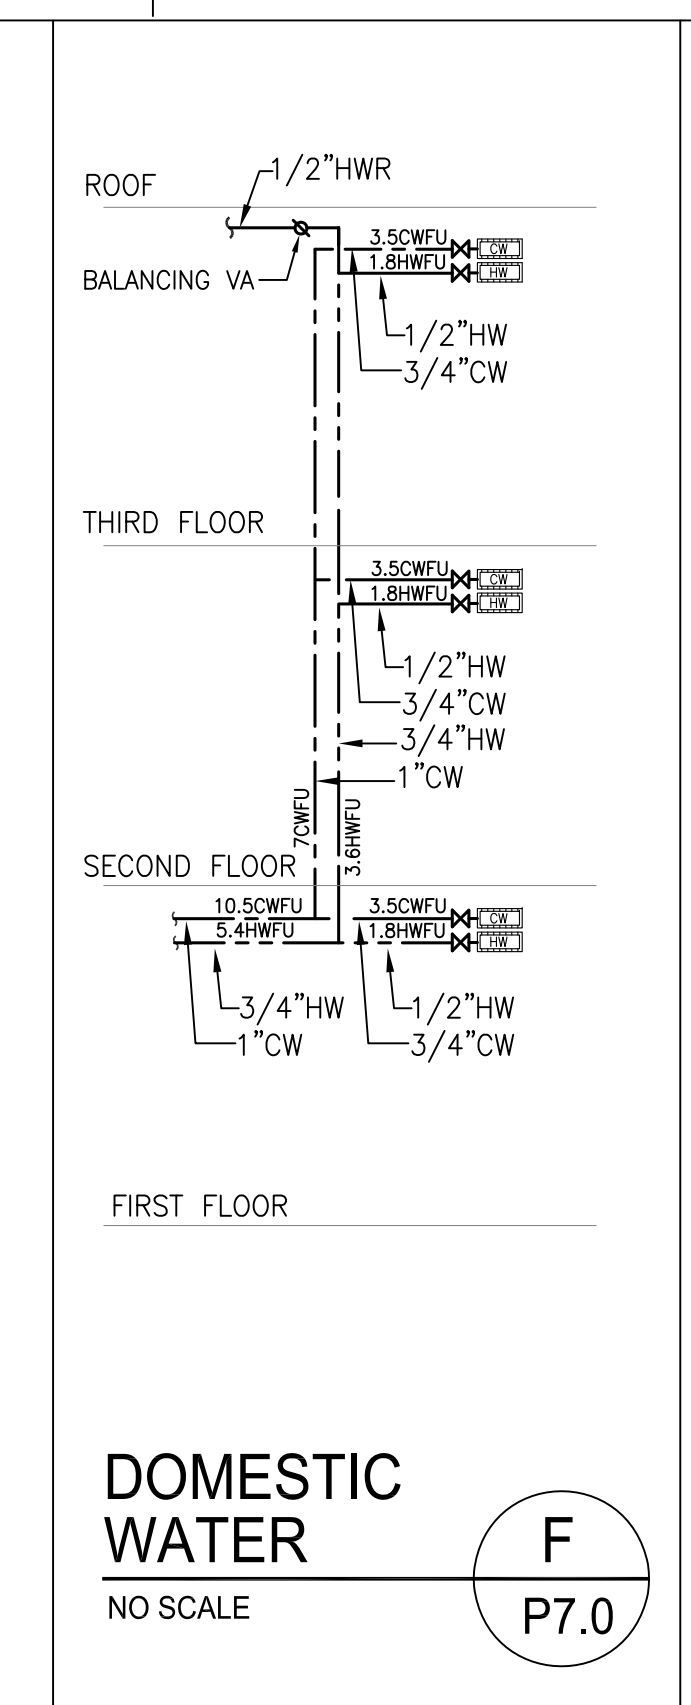 1/2"HWR
ROOF
3.5CWFU
CW
1.8HWFU
HW
BALANCING VA
1/2"HW
3/4"CW
THIRD FLOOR
3.5CWFU
CW
1.8HWFU
HW
1/2"HW
3/4"CW
3/4"HW
1"CW
7CWFU
3.6HWFU
SECOND FLOOR
10.5CWFU
3.5CWFU
CW
5.4HWFU
1.8HWFU
HW
3/4"HW
1/2"HW
1"CW
3/4"CW
FIRST FLOOR
DOMESTIC
WATER
F
NO SCALE
P7.0